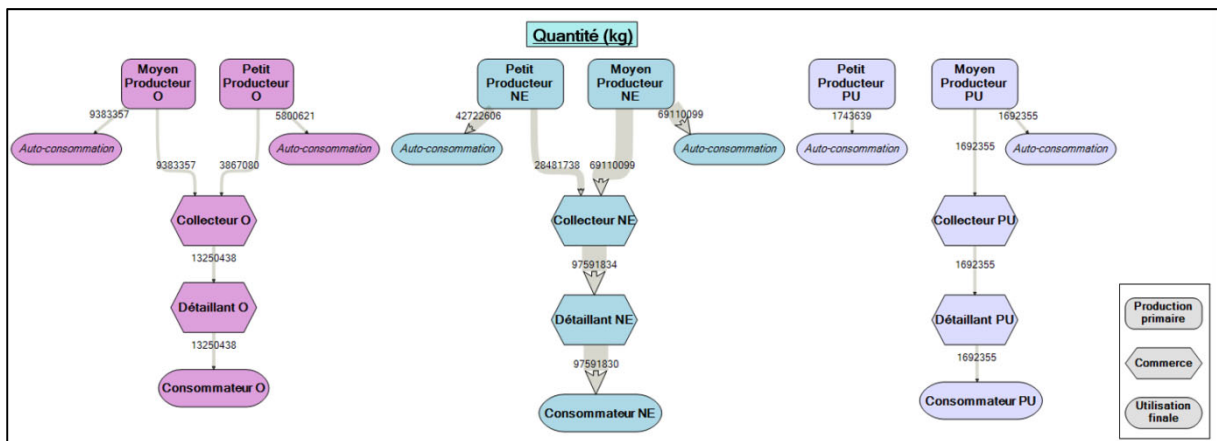 Quantité (kg)
Moyen
Producteur
O
Petit
Producteur
O
Petit
Producteur
NE
Moyen
Producteur
NE
Petit
Producteur
PU
Moyen
Producteur
PU
9383357
5800621
42722606
69110099
1743639
1692355
Auto-consommation
Auto-consommation
Auto-consommation
Auto-consommation
Auto-consommation
Auto-consommation
9383357
3867080
28481738
69110099
1692355
Collecteur O
Collecteur NE
Collecteur PU
13250438
97591834
1692355
Détaillant O
Détaillant NE
Détaillant PU
13250438
97591830
1692355
Consommateur O
Consommateur NE
Consommateur PU
Production
primaire
Commerce
Utilisation
finale